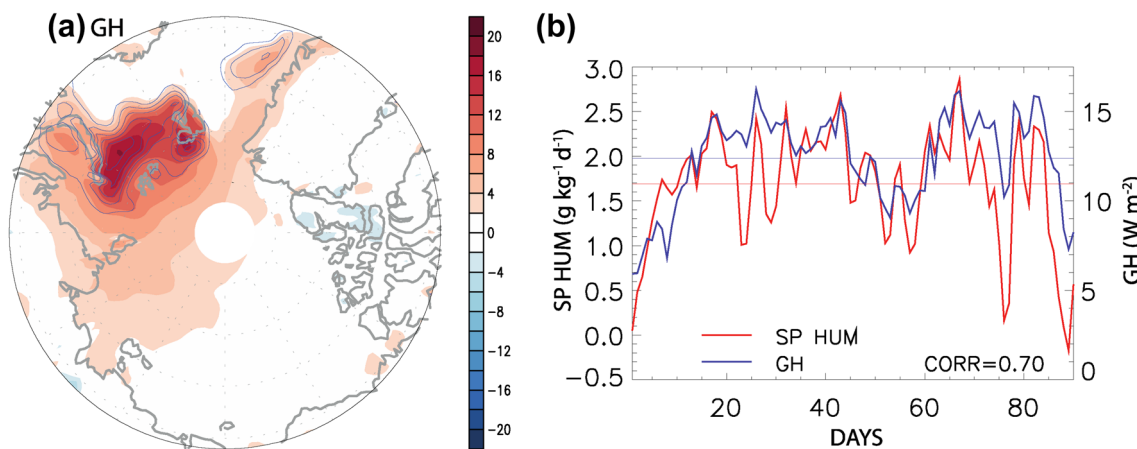 (a) GH
20
16
12
8
4
2
0
−4
−8
−12
−16
−20
(b)
SP HUM (g kg⁻¹ d⁻¹)
3.0
2.5
2.0
1.5
1.0
0.5
0.0
−0.5
15
10
5
0
GH (W m⁻²)
SP HUM
GH
CORR=0.70
20 40 60 80
DAYS